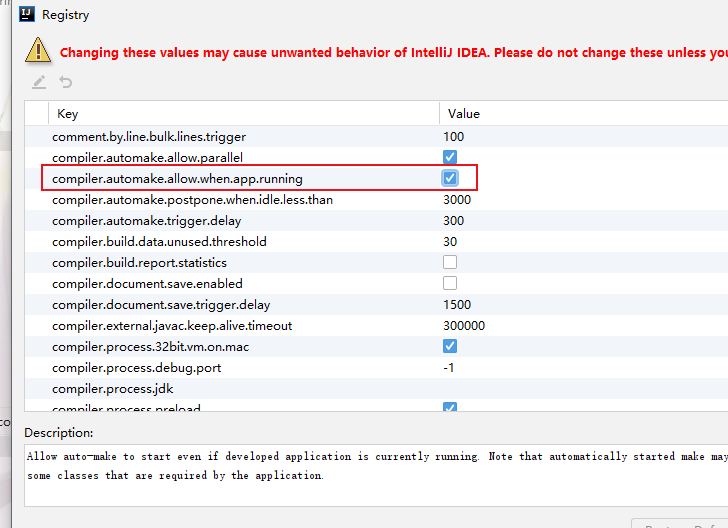 Registry
Changing these values may cause unwanted behavior of IntelliJ IDEA. Please do not change these unless you
Key Value
comment.by.line.bulk.lines.trigger 100
compiler.automake.allow.parallel
compiler.automake.allow.when.app.running
compiler.automake.postpone.when.idle.less.than 3000
compiler.automake.trigger.delay 300
compiler.build.data.unused.threshold 30
compiler.build.report.statistics
compiler.document.save.enabled
compiler.document.save.trigger.delay 1500
compiler.external.javac.keep.alive.timeout 300000
compiler.process.32bit.vm.on.mac
compiler.process.debug.port -1
compiler.process.jdk
compiler.process.preload
Description:
Allow auto-make to start even if developed application is currently running. Note that automatically started make may
some classes that are required by the application.